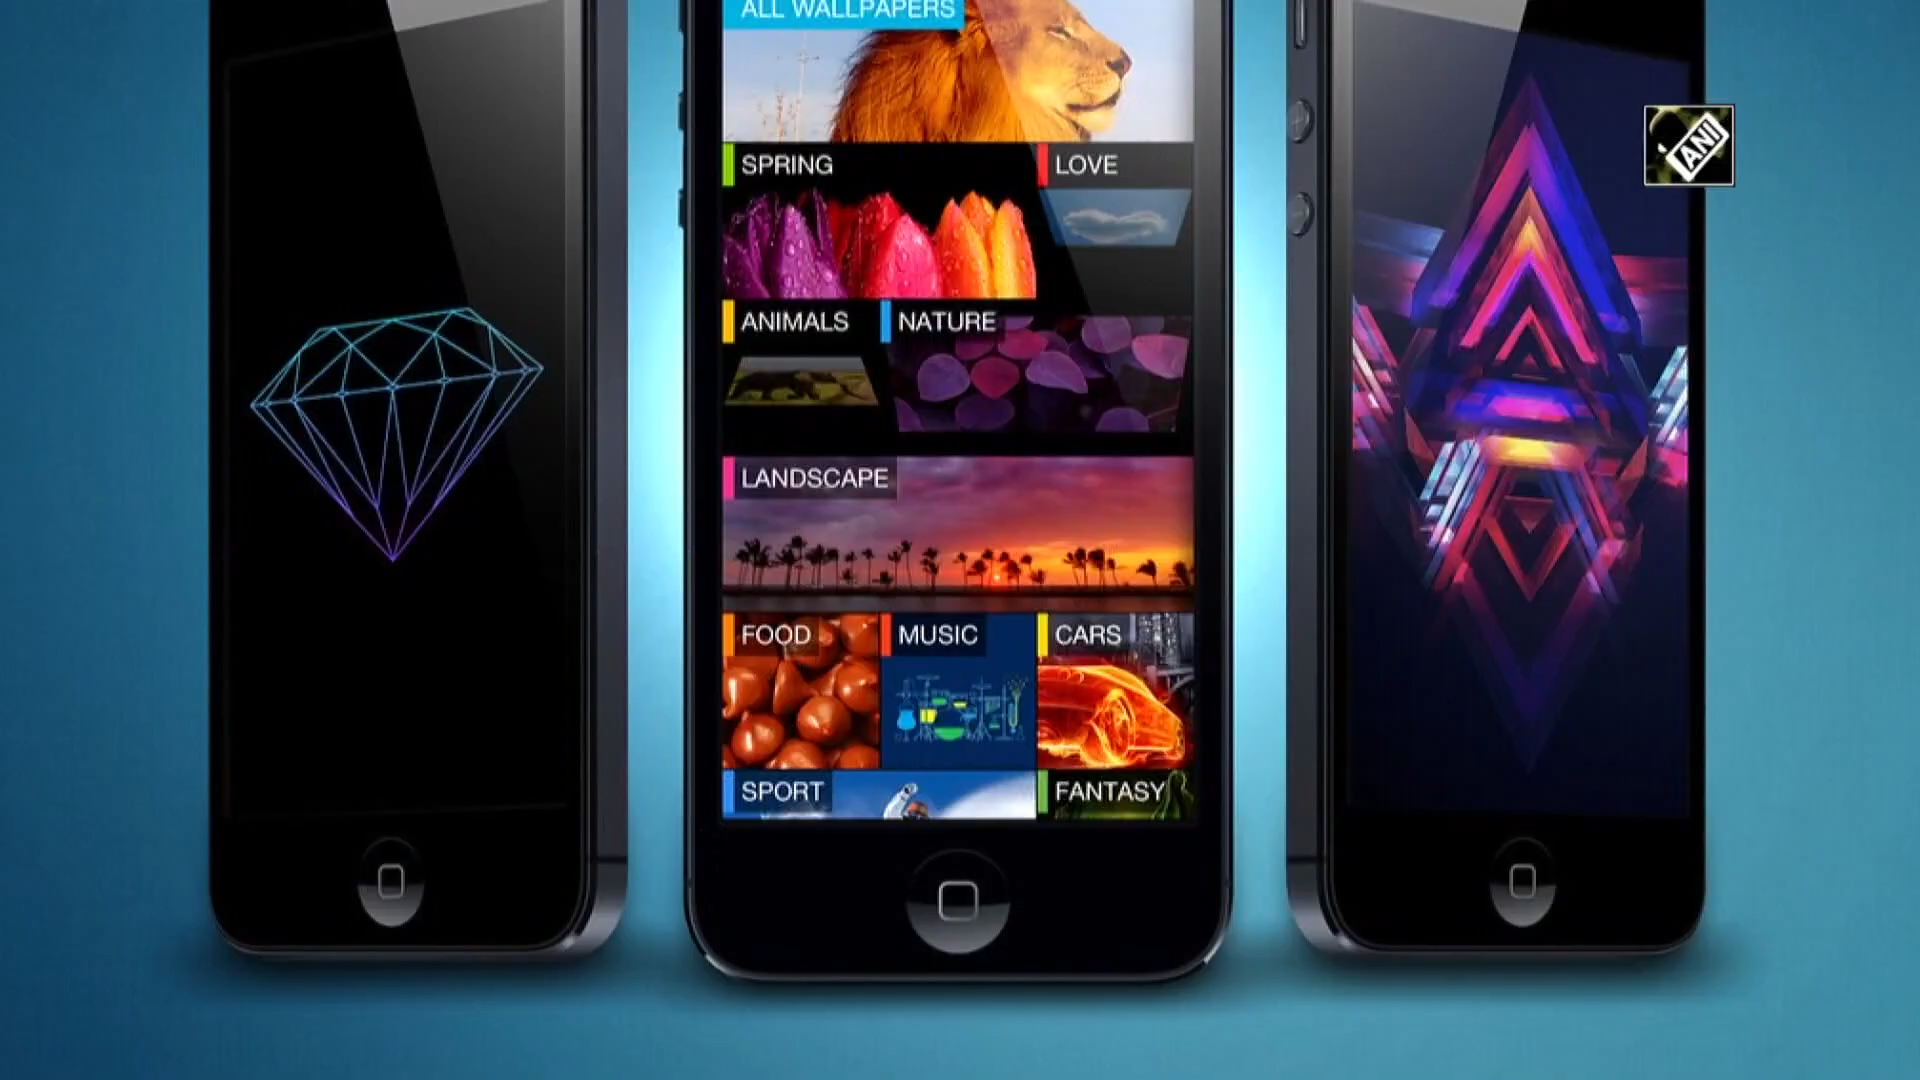 ALL WALLPAPERS
SPRING
LOVE
ANI
ANIMALS
NATURE
LANDSCAPE
FOOD
MUSIC
CARS
SPORT
FANTASY